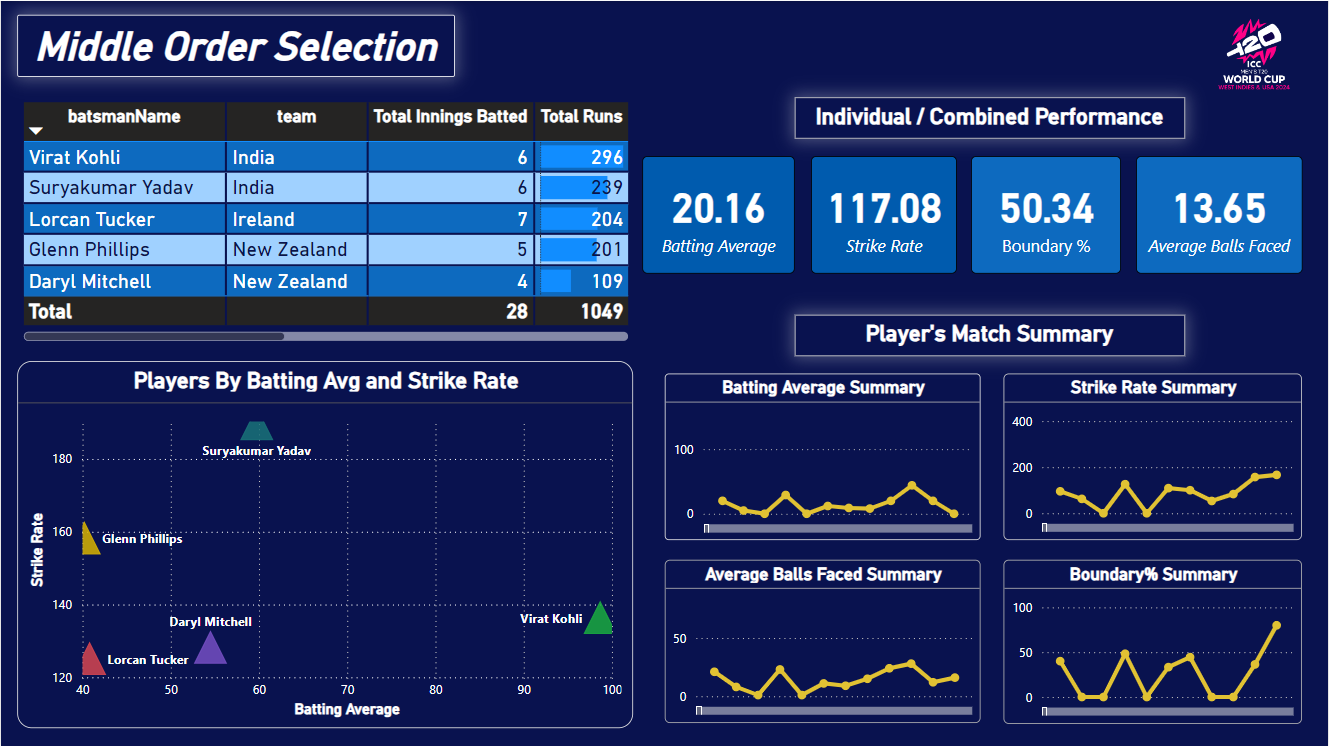 Middle Order Selection
ICC
MEN'S T20
WORLD CUP
WEST INDIES & USA 2024
batsmanName team Total Innings Batted Total Runs
Virat Kohli India 6 296
Suryakumar Yadav India 6 239
Lorcan Tucker Ireland 7 204
Glenn Phillips New Zealand 5 201
Daryl Mitchell New Zealand 4 109
Total 28 1049
Individual / Combined Performance
20.16 117.08 50.34 13.65
Batting Average Strike Rate Boundary % Average Balls Faced
Players By Batting Avg and Strike Rate
Strike Rate
180
160
140
120
Suryakumar Yadav
Glenn Phillips
Daryl Mitchell
Virat Kohli
Lorcan Tucker
40 50 60 70 80 90 100
Batting Average
Player's Match Summary
Batting Average Summary
100
0
Strike Rate Summary
400
200
0
Average Balls Faced Summary
50
0
Boundary% Summary
100
50
0